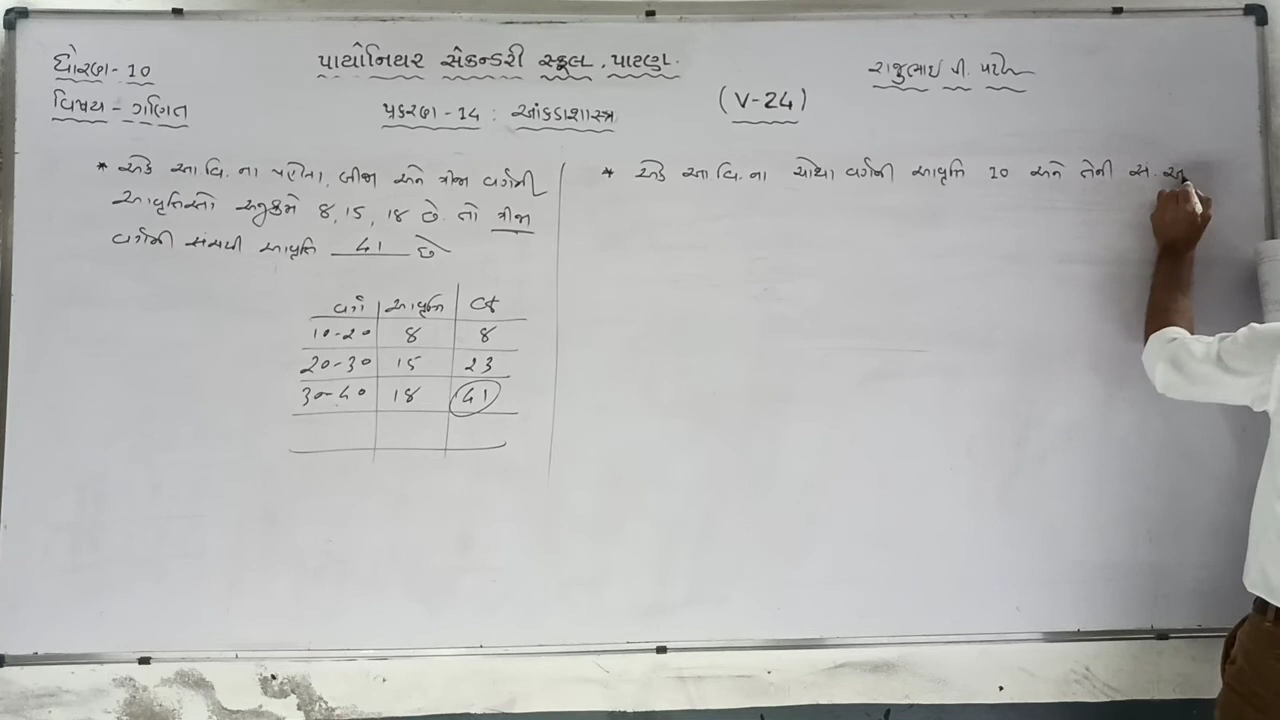 ધોરણ - 10
વિષય - ગણિત
પાયોનિયર સેકન્ડરી સ્કૂલ, પાટણ.
પ્રકરણ - 14 : આંકડાશાસ્ત્ર
(V-24)
રાજુભાઇ પી. પટેલ
* એક આ.વિ. ના પહેલા, બીજા અને ત્રીજા વર્ગની
આવૃત્તિઓ અનુક્રમે 8, 15, 18 છે. તો ત્રીજા
વર્ગની સંચયી આવૃત્તિ 41 છે
વર્ગ આવૃત્તિ cf
10-20 8 8
20-30 15 23
30-40 18 41
* એક આ.વિ. ના ચોથા વર્ગની આવૃત્તિ 10 અને તેની સં. આ